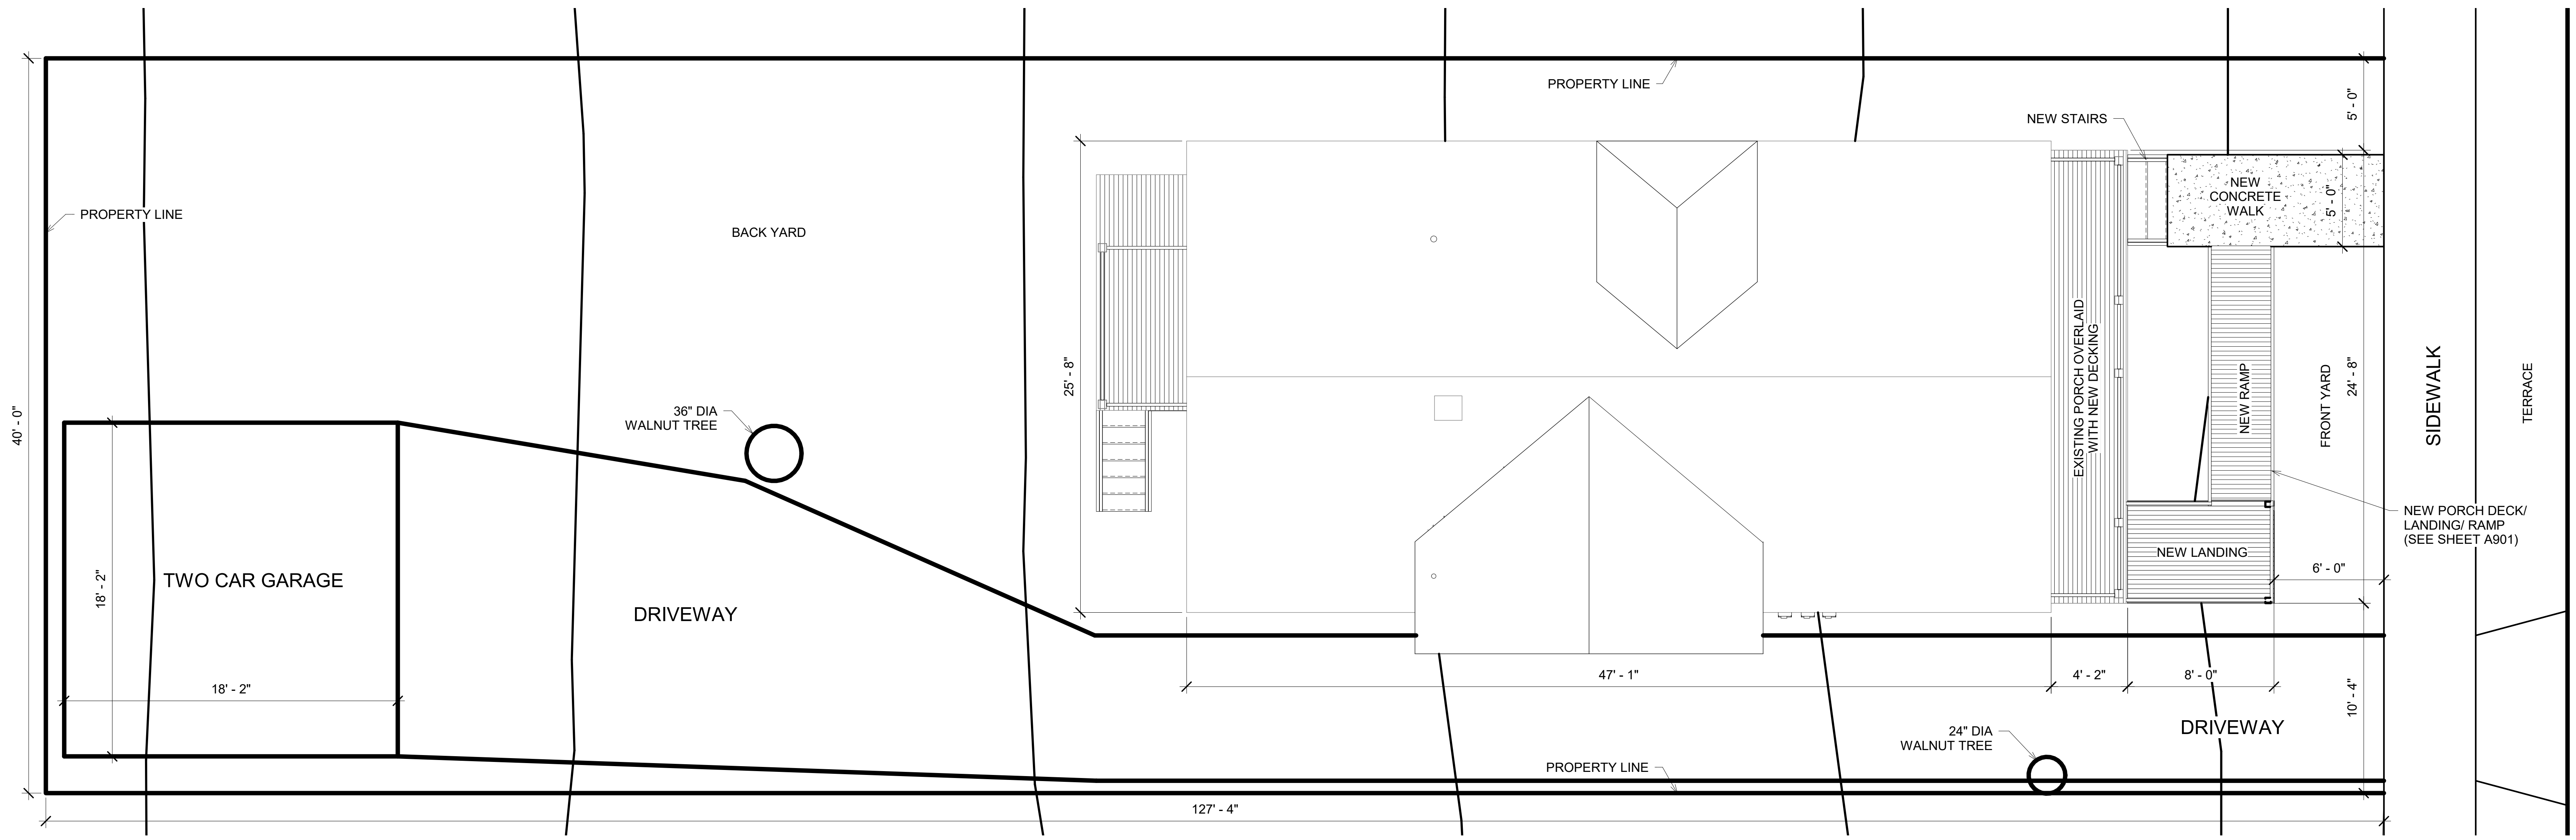 PROPERTY LINE
5' - 0"
NEW STAIRS
NEW
CONCRETE
WALK
5' - 0"
PROPERTY LINE
BACK YARD
25' - 8"
EXISTING PORCH OVERLAID
WITH NEW DECKING
NEW RAMP
FRONT YARD
24' - 8"
SIDEWALK
TERRACE
40' - 0"
36" DIA
WALNUT TREE
NEW PORCH DECK/
LANDING/ RAMP
(SEE SHEET A901)
NEW LANDING
6' - 0"
18' - 2"
TWO CAR GARAGE
DRIVEWAY
18' - 2"
47' - 1"
4' - 2"
8' - 0"
10' - 4"
DRIVEWAY
24" DIA
WALNUT TREE
PROPERTY LINE
127' - 4"